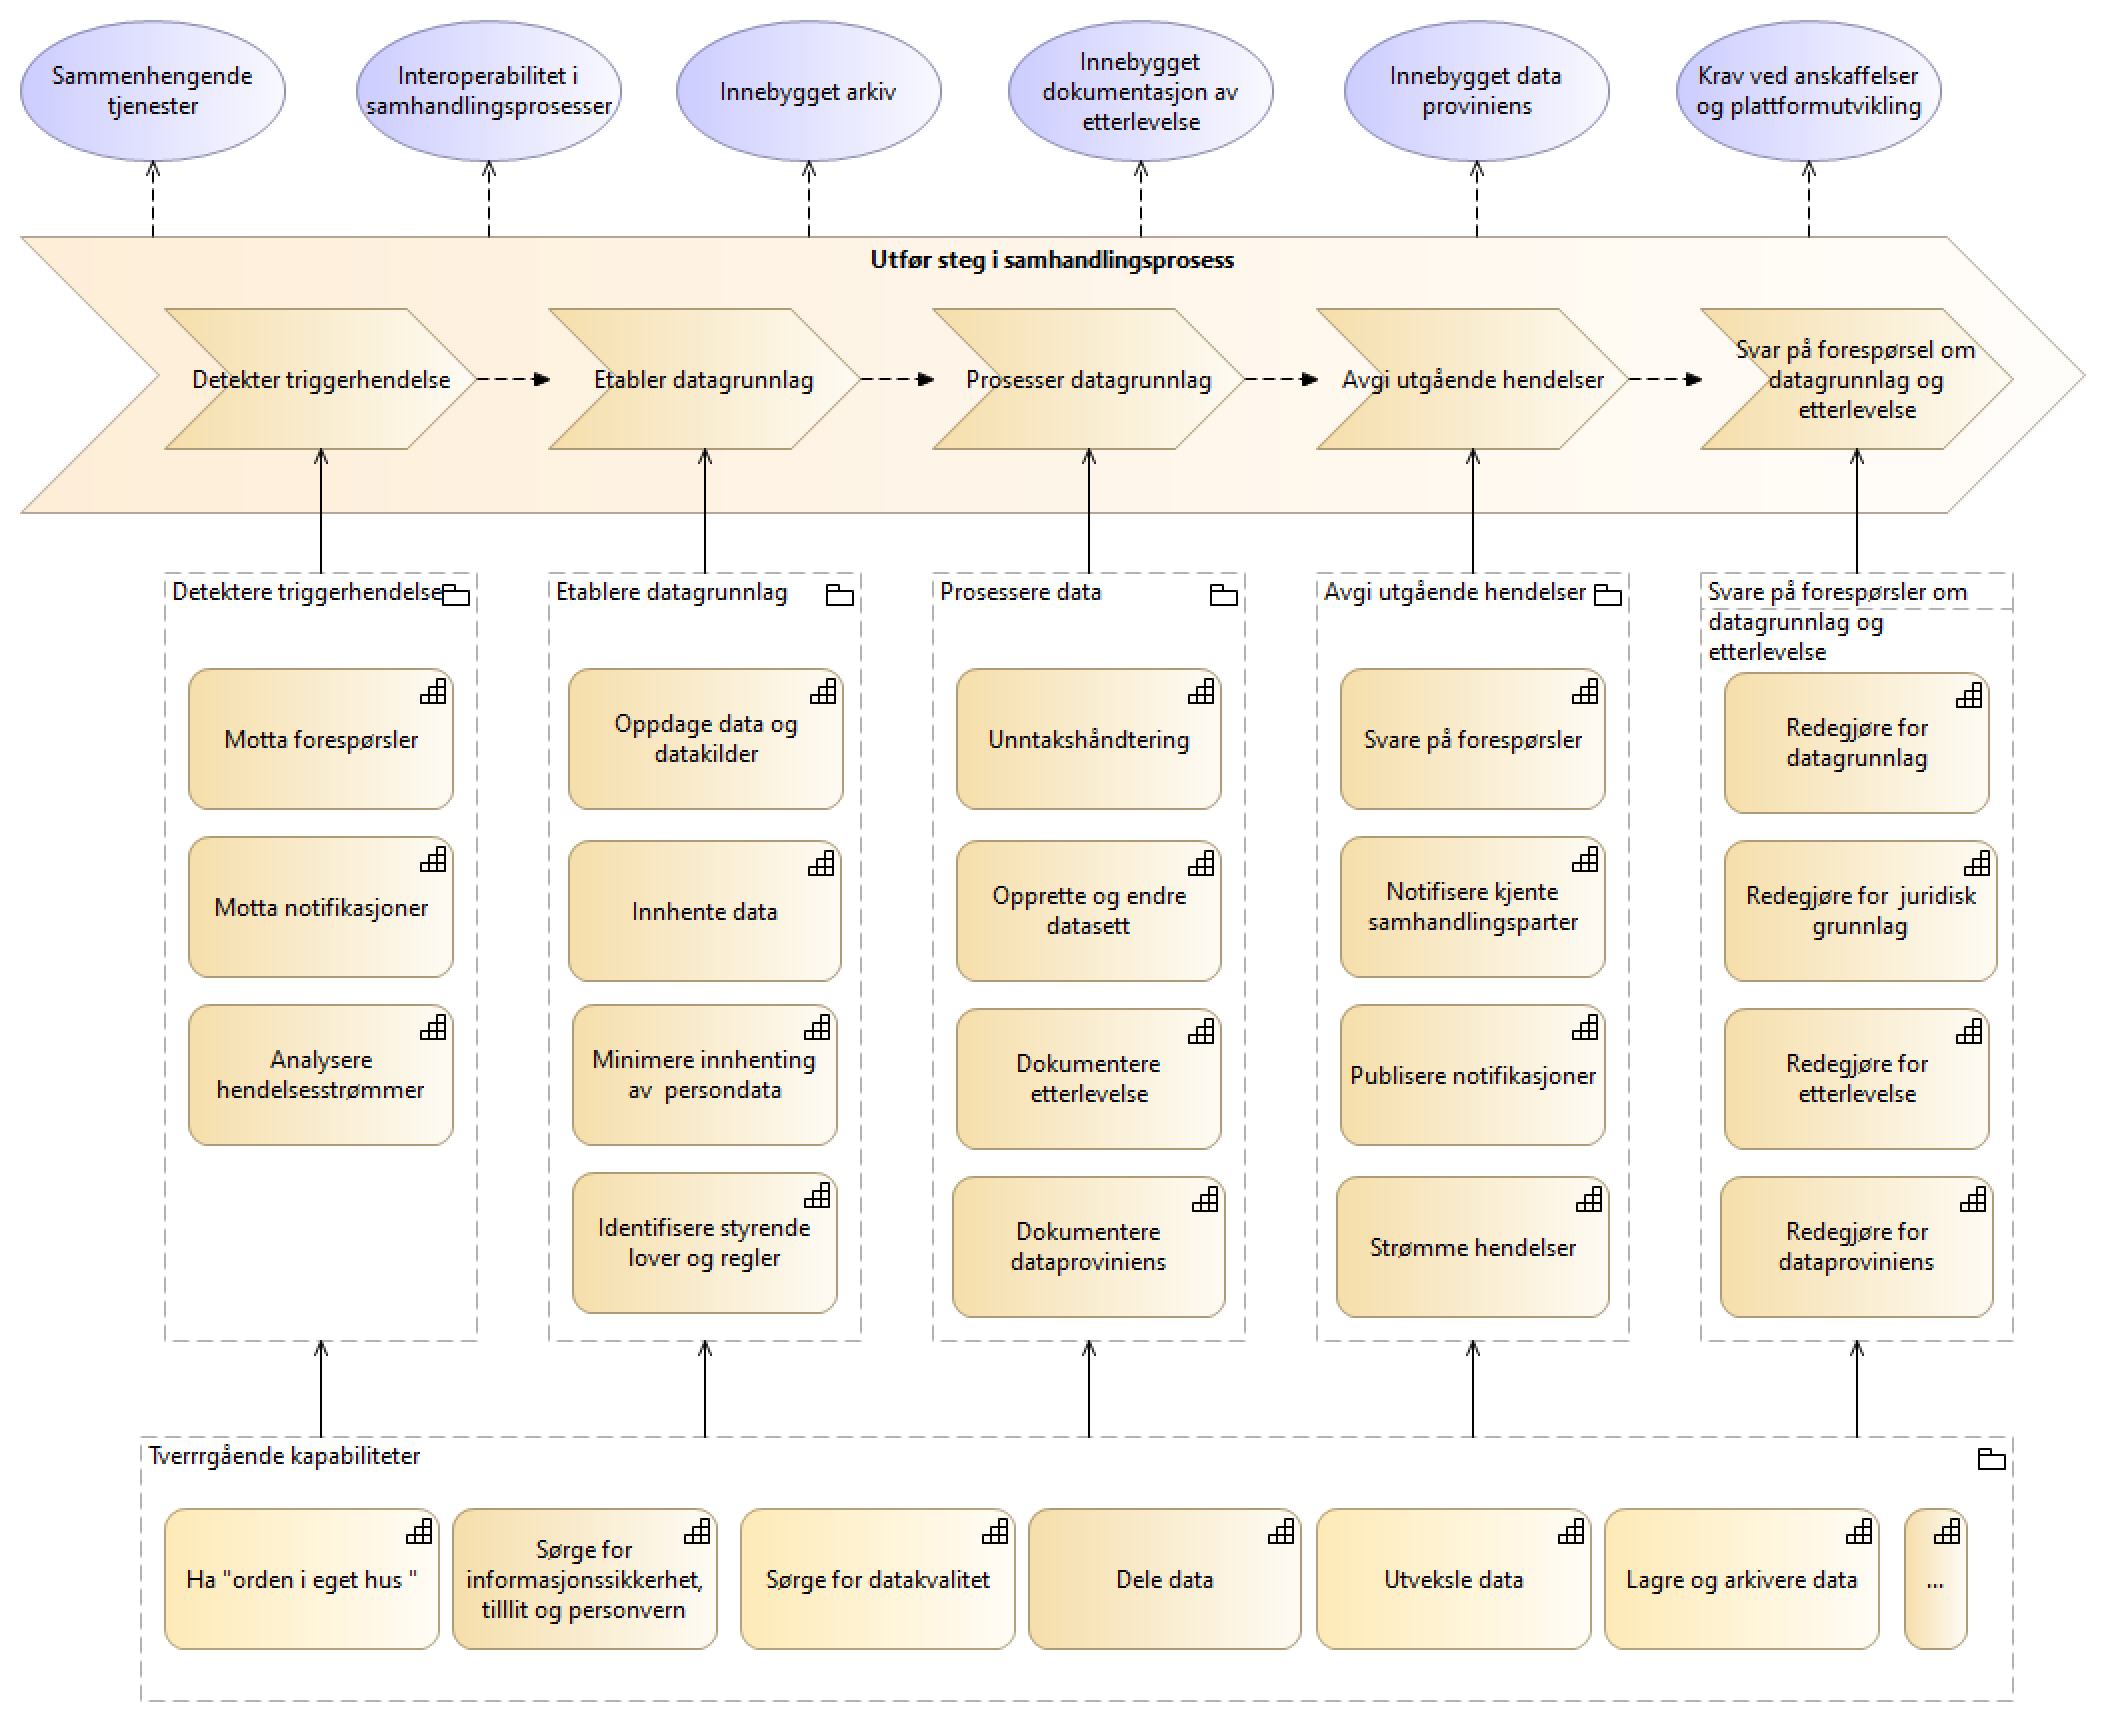 Sammenhengende
tjenester
Interoperabilitet i
samhandlingsprosesser
Innebygget arkiv
Innebygget
dokumentasjon av
etterlevelse
Innebygget data
proviniens
Krav ved anskaffelser
og plattformutvikling
Utfør steg i samhandlingsprosess
Detekter triggerhendelse
Etabler datagrunnlag
Prosesser datagrunnlag
Avgi utgående hendelser
Svar på forespørsel om
datagrunnlag og
etterlevelse
Detektere triggerhendelse
Motta forespørsler
Motta notifikasjoner
Analysere
hendelsesstrømmer
Etablere datagrunnlag
Oppdage data og
datakilder
Innhente data
Minimere innhenting
av  persondata
Identifisere styrende
lover og regler
Prosessere data
Unntakshåndtering
Opprette og endre
datasett
Dokumentere
etterlevelse
Dokumentere
dataproviniens
Avgi utgående hendelser
Svare på forespørsler
Notifisere kjente
samhandlingsparter
Publisere notifikasjoner
Strømme hendelser
Svare på forespørsler om
datagrunnlag og
etterlevelse
Redegjøre for
datagrunnlag
Redegjøre for  juridisk
grunnlag
Redegjøre for
etterlevelse
Redegjøre for
dataproviniens
Tverrrgående kapabiliteter
Ha "orden i eget hus "
Sørge for
informasjonssikkerhet,
tilllit og personvern
Sørge for datakvalitet
Dele data
Utveksle data
Lagre og arkivere data
...